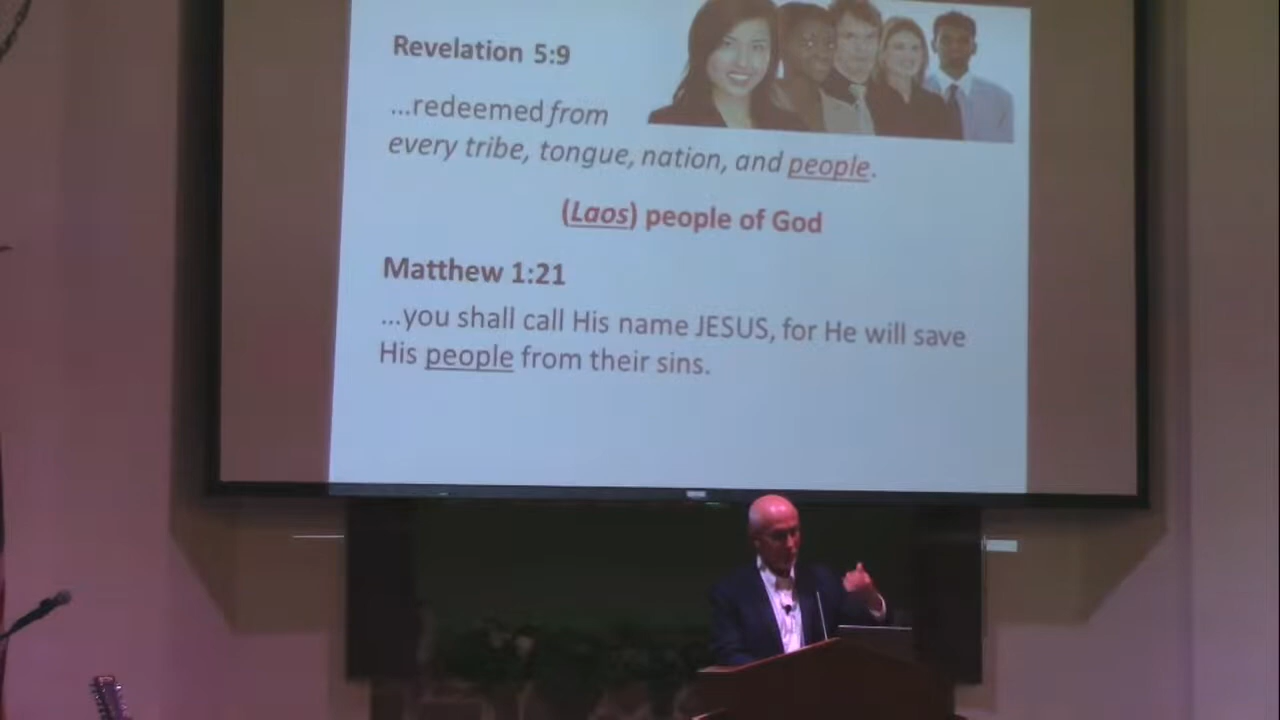 Revelation 5:9
...redeemed from
every tribe, tongue, nation, and people.
(Laos) people of God
Matthew 1:21
...you shall call His name JESUS, for He will save
His people from their sins.